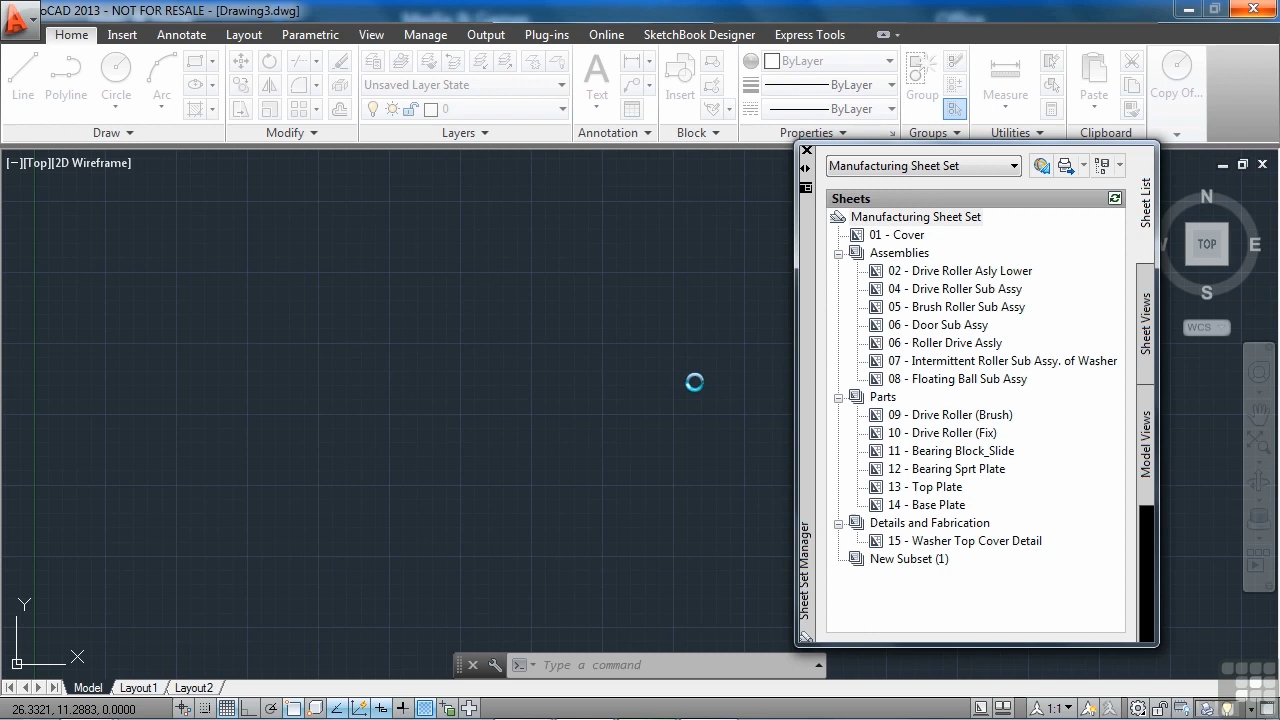 oCAD 2013 - NOT FOR RESALE - [Drawing3.dwg]
Home Insert Annotate Layout Parametric View Manage Output Plug-ins Online SketchBook Designer Express Tools
Unsaved Layer State
ByLayer
ByLayer
ByLayer
0
Line Polyline Circle Arc Text Insert Group Measure Paste Copy Of...
Draw Modify Layers Annotation Block Properties Groups Utilities Clipboard
[−][Top][2D Wireframe]
Manufacturing Sheet Set
Sheets
Manufacturing Sheet Set
01 - Cover
Assemblies
02 - Drive Roller Asly Lower
04 - Drive Roller Sub Assy
05 - Brush Roller Sub Assy
06 - Door Sub Assy
06 - Roller Drive Assly
07 - Intermittent Roller Sub Assy. of Washer
08 - Floating Ball Sub Assy
Parts
09 - Drive Roller (Brush)
10 - Drive Roller (Fix)
11 - Bearing Block_Slide
12 - Bearing Sprt Plate
13 - Top Plate
14 - Base Plate
Details and Fabrication
15 - Washer Top Cover Detail
New Subset (1)
Sheet List
Sheet Views
Model Views
Sheet Set Manager
N
W TOP E
S
WCS
Y
X
Type a command
Model Layout1 Layout2
26.3321, 11.2883, 0.0000
1:1